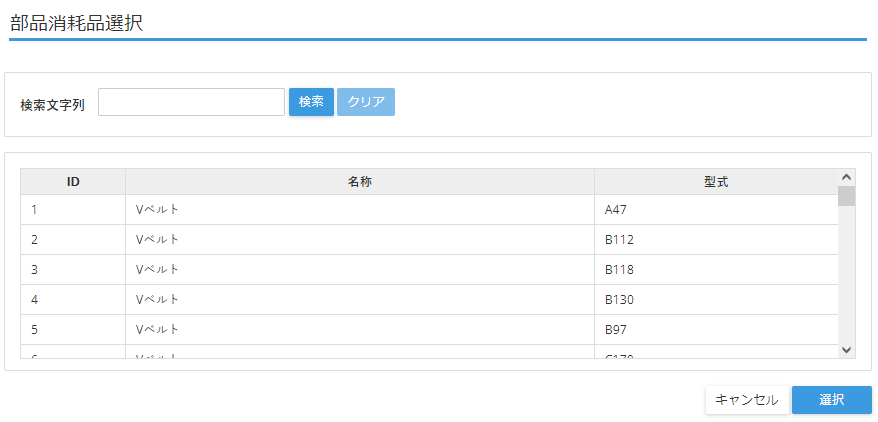 部品消耗品選択
検索文字列 検索 クリア
ID 名称 型式
1 Vベルト A47
2 Vベルト B112
3 Vベルト B118
4 Vベルト B130
5 Vベルト B97
キャンセル 選択